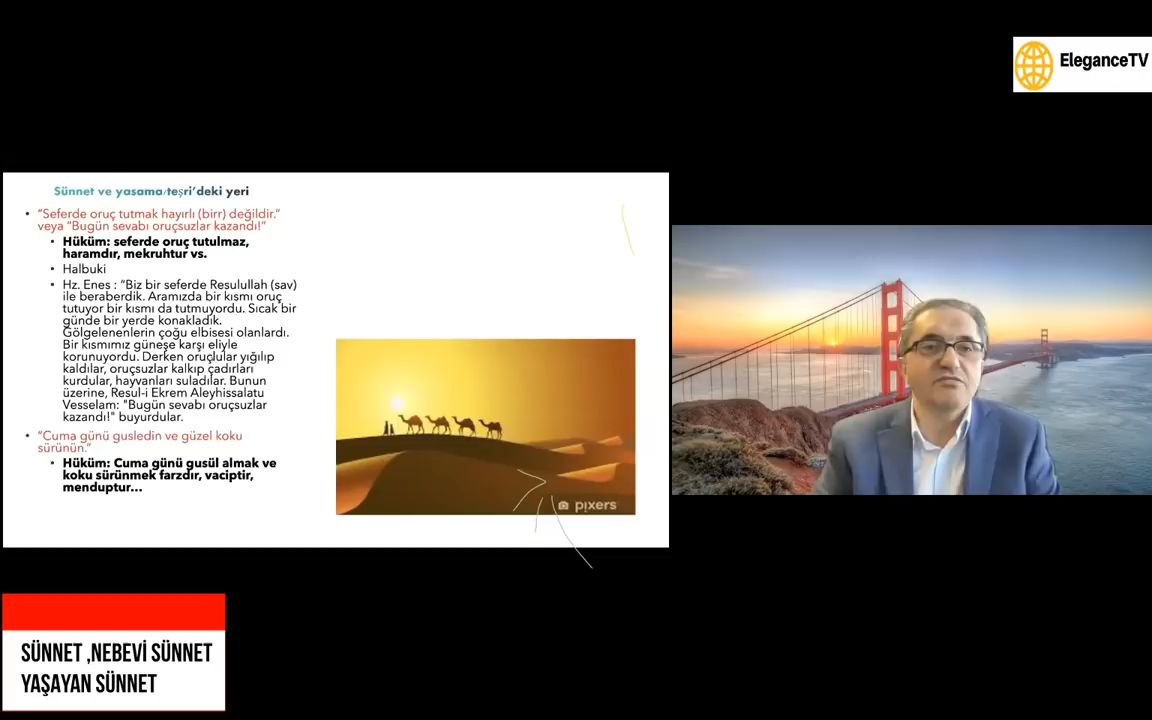 EleganceTV
Sünnet ve yasama/teşri’deki yeri
• “Seferde oruç tutmak hayırlı (birr) değildir.”
veya “Bugün sevabı oruçsuzlar kazandı!”
• Hüküm: seferde oruç tutulmaz,
haramdır, mekruhtur vs.
• Halbuki
• Hz. Enes : “Biz bir seferde Resulullah (sav)
ile beraberdik. Aramızda bir kısmı oruç
tutuyor bir kısmı da tutmuyordu. Sıcak bir
günde bir yerde konakladık.
Gölgelenenlerin çoğu elbisesi olanlardı.
Bir kısmımız güneşe karşı eliyle
korunuyordu. Derken oruçlular yığılıp
kaldılar, oruçsuzlar kalkıp çadırları
kurdular, hayvanları suladılar. Bunun
üzerine, Resul-i Ekrem Aleyhissalatu
Vesselam: "Bugün sevabı oruçsuzlar
kazandı!" buyurdular.
• “Cuma günü gusledin ve güzel koku
sürünün.”
• Hüküm: Cuma günü gusül almak ve
koku sürünmek farzdır, vaciptir,
menduptur...
pixers
SÜNNET ,NEBEVİ SÜNNET
YAŞAYAN SÜNNET